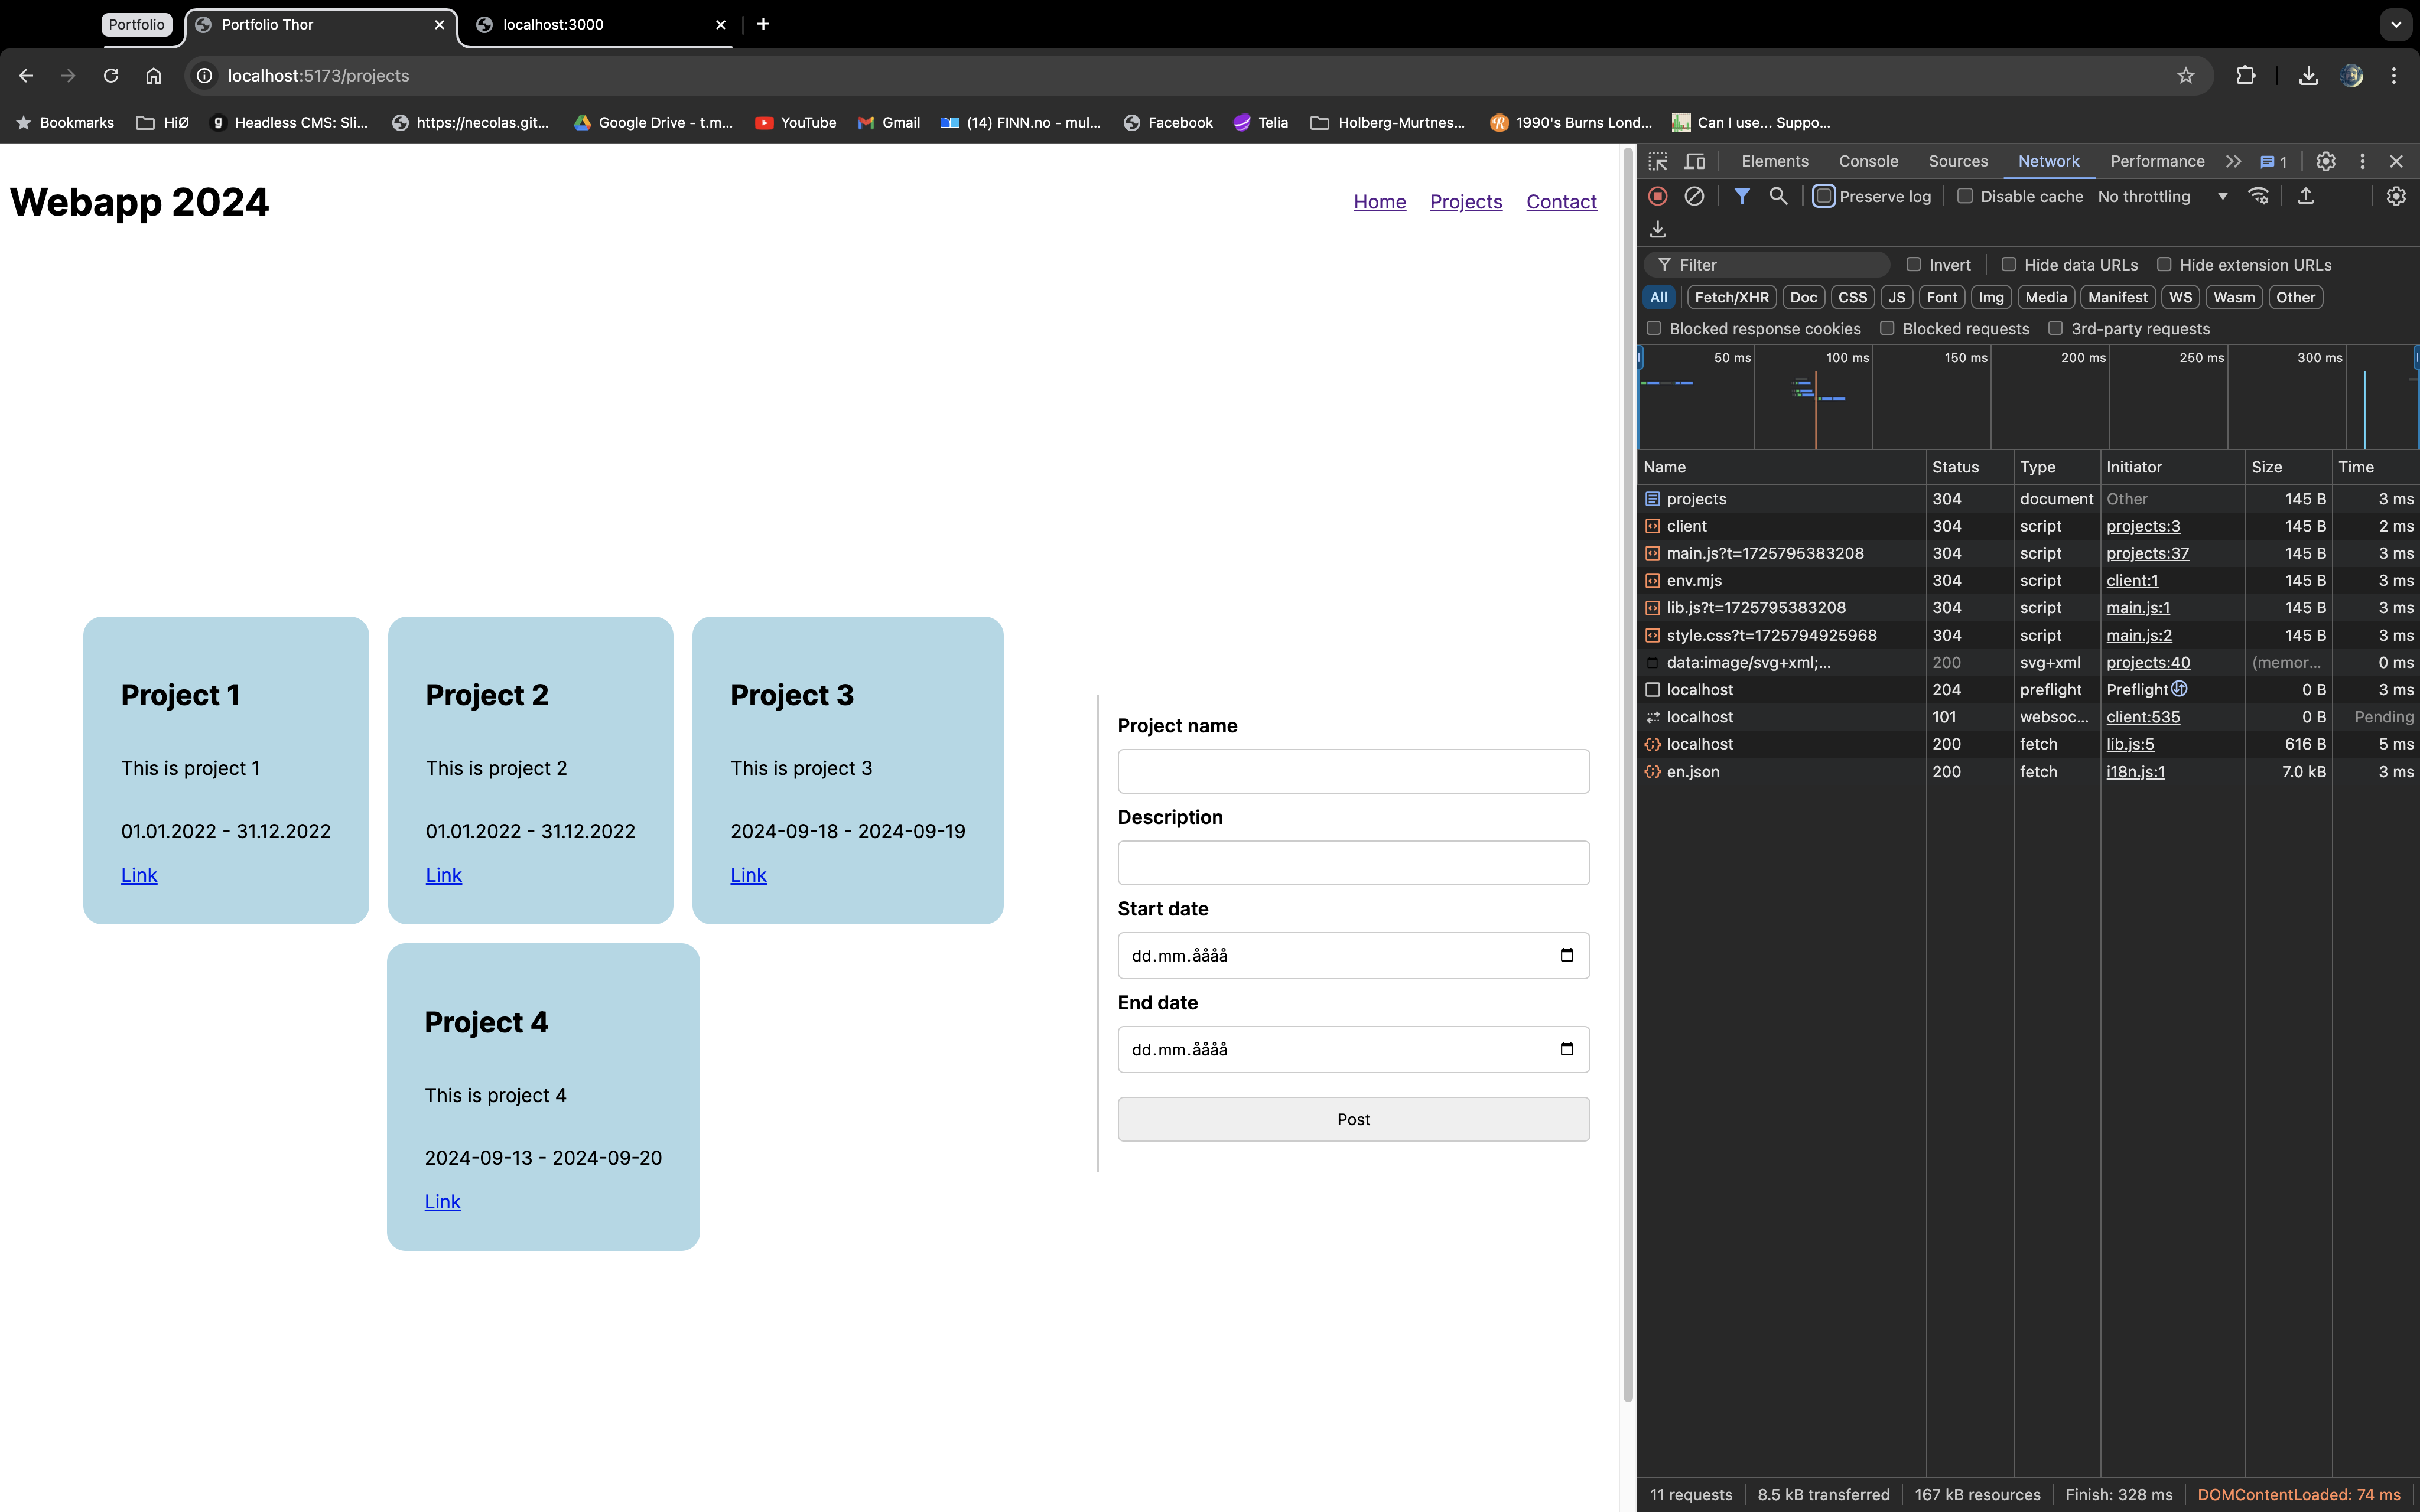 Portfolio Portfolio Thor localhost:3000
localhost:5173/projects
Bookmarks HiØ Headless CMS: Sli... https://necolas.git... Google Drive - t.m... YouTube Gmail (14) FINN.no - mul... Facebook Telia Holberg-Murtnes... 1990's Burns Lond... Can I use... Suppo...
Webapp 2024
Home Projects Contact
Project 1
This is project 1
01.01.2022 - 31.12.2022
Link
Project 2
This is project 2
01.01.2022 - 31.12.2022
Link
Project 3
This is project 3
2024-09-18 - 2024-09-19
Link
Project 4
This is project 4
2024-09-13 - 2024-09-20
Link
Project name
Description
Start date
dd.mm.åååå
End date
dd.mm.åååå
Post
Elements Console Sources Network Performance 1
Preserve log Disable cache No throttling
Filter Invert Hide data URLs Hide extension URLs
All Fetch/XHR Doc CSS JS Font Img Media Manifest WS Wasm Other
Blocked response cookies Blocked requests 3rd-party requests
50 ms 100 ms 150 ms 200 ms 250 ms 300 ms
Name Status Type Initiator Size Time
projects 304 document Other 145 B 3 ms
client 304 script projects:3 145 B 2 ms
main.js?t=1725795383208 304 script projects:37 145 B 3 ms
env.mjs 304 script client:1 145 B 3 ms
lib.js?t=1725795383208 304 script main.js:1 145 B 3 ms
style.css?t=1725794925968 304 script main.js:2 145 B 3 ms
data:image/svg+xml;... 200 svg+xml projects:40 (memor... 0 ms
localhost 204 preflight Preflight 0 B 3 ms
localhost 101 websoc... client:535 0 B Pending
localhost 200 fetch lib.js:5 616 B 5 ms
en.json 200 fetch i18n.js:1 7.0 kB 3 ms
11 requests 8.5 kB transferred 167 kB resources Finish: 328 ms DOMContentLoaded: 74 ms